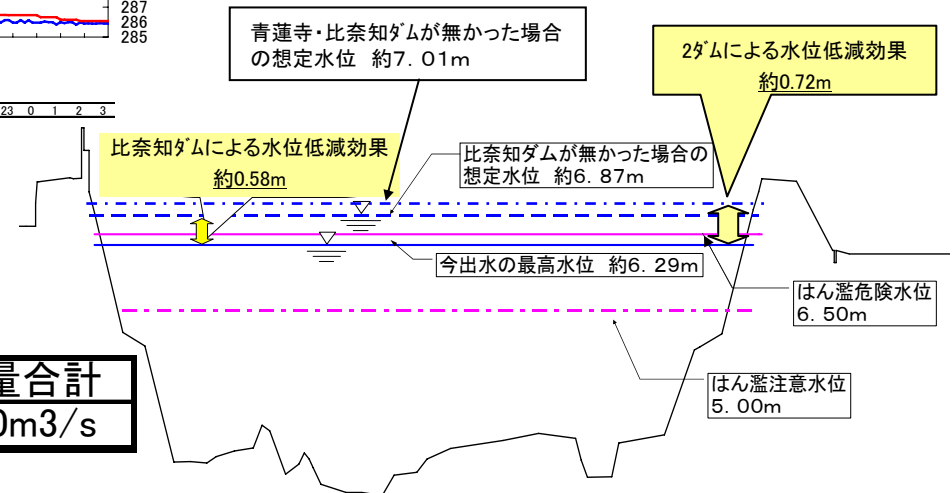 287
286
285
青蓮寺・比奈知ダムが無かった場合
の想定水位 約7.01m
2ダムによる水位低減効果
約0.72m
23 0 1 2 3
比奈知ダムによる水位低減効果
約0.58m
比奈知ダムが無かった場合の
想定水位 約6.87m
今出水の最高水位 約6.29m
はん濫危険水位
6.50m
はん濫注意水位
5.00m
量合計
0m3/s